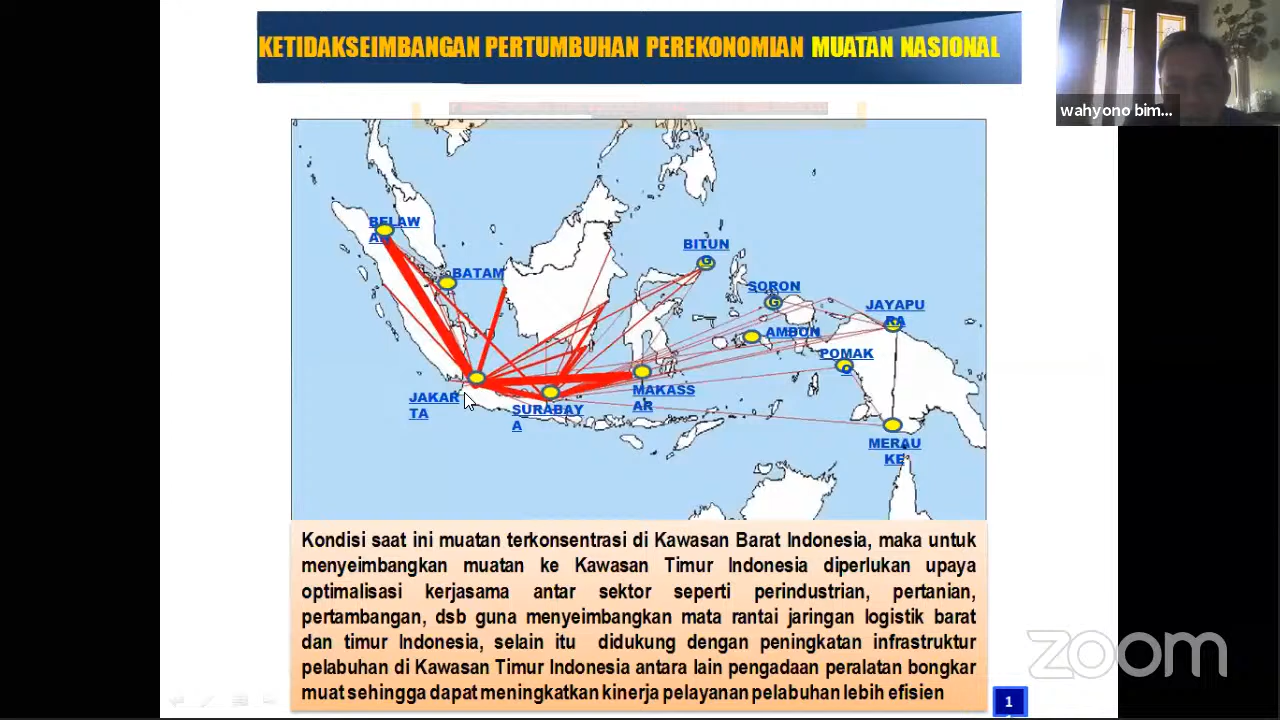 KETIDAKSEIMBANGAN PERTUMBUHAN PEREKONOMIAN MUATAN NASIONAL
wahyono bim...
BELAW
AN
BATAM
BITUN
G
SORON
G
JAYAPU
RA
AMBON
POMAK
O
JAKAR
TA
SURABAY
A
MAKASS
AR
MERAU
KE
Kondisi saat ini muatan terkonsentrasi di Kawasan Barat Indonesia, maka untuk
menyeimbangkan muatan ke Kawasan Timur Indonesia diperlukan upaya
optimalisasi kerjasama antar sektor seperti perindustrian, pertanian,
pertambangan, dsb guna menyeimbangkan mata rantai jaringan logistik barat
dan timur Indonesia, selain itu didukung dengan peningkatan infrastruktur
pelabuhan di Kawasan Timur Indonesia antara lain pengadaan peralatan bongkar
muat sehingga dapat meningkatkan kinerja pelayanan pelabuhan lebih efisien
zoom
1